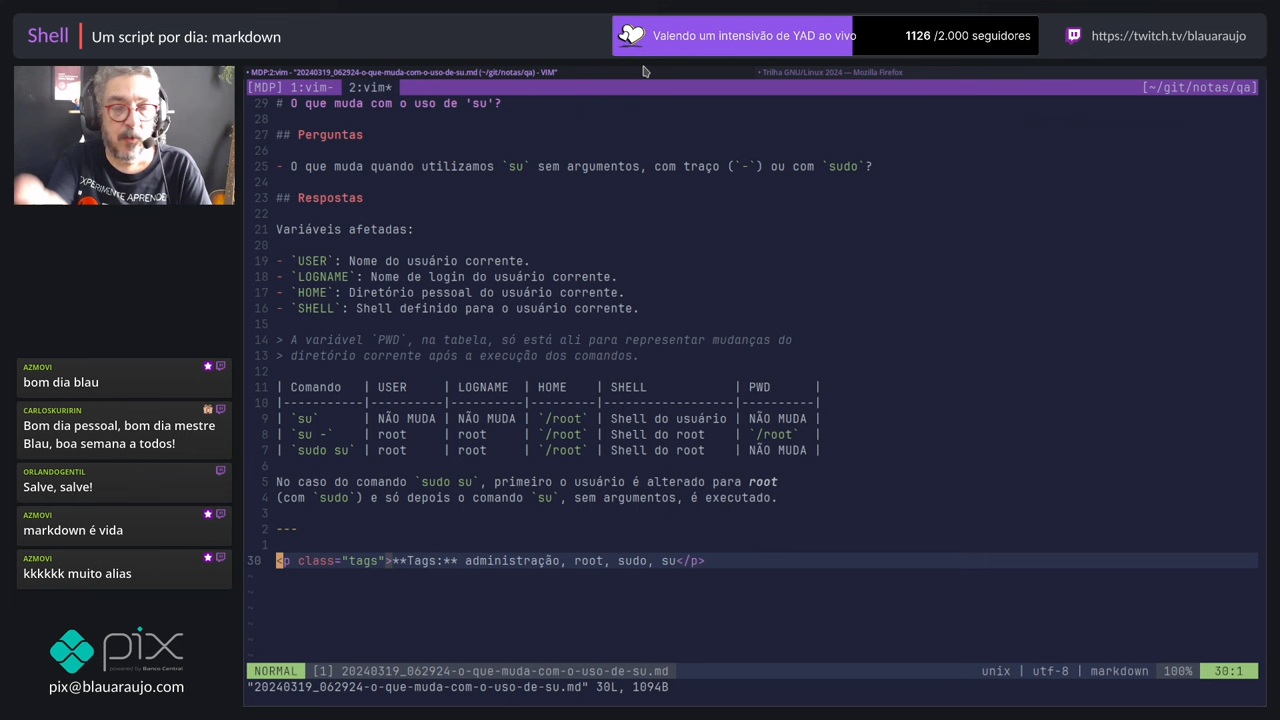 Shell
Um script por dia: markdown
Valendo um intensivão de YAD ao vivo
1126 /2.000 seguidores
https://twitch.tv/blauaraujo
• MDP:2:vim - "20240319_062924-o-que-muda-com-o-uso-de-su.md (~/git/notas/qa) - VIM"
• Trilha GNU/Linux 2024 — Mozilla Firefox
[MDP] 1:vim- 2:vim* [~/git/notas/qa]
29 # O que muda com o uso de 'su'?
28
27 ## Perguntas
26
25 - O que muda quando utilizamos `su` sem argumentos, com traço (`-`) ou com `sudo`?
24
23 ## Respostas
22
21 Variáveis afetadas:
20
19 - `USER`: Nome do usuário corrente.
18 - `LOGNAME`: Nome de login do usuário corrente.
17 - `HOME`: Diretório pessoal do usuário corrente.
16 - `SHELL`: Shell definido para o usuário corrente.
15
14 > A variável `PWD`, na tabela, só está ali para representar mudanças do
13 > diretório corrente após a execução dos comandos.
12
11 | Comando | USER | LOGNAME | HOME | SHELL | PWD |
10 |-----------|---------|---------|---------|------------------|----------|
9 | `su` | NÃO MUDA | NÃO MUDA | `/root` | Shell do usuário | NÃO MUDA |
8 | `su -` | root | root | `/root` | Shell do root | `/root` |
7 | `sudo su` | root | root | `/root` | Shell do root | NÃO MUDA |
6
5 No caso do comando `sudo su`, primeiro o usuário é alterado para root
4 (com `sudo`) e só depois o comando `su`, sem argumentos, é executado.
3
2 ---
1
30 <p class="tags">**Tags:** administração, root, sudo, su</p>
~
~
~
~
~
NORMAL [1] 20240319_062924-o-que-muda-com-o-uso-de-su.md unix | utf-8 | markdown 100% 30:1
"20240319_062924-o-que-muda-com-o-uso-de-su.md" 30L, 1094B
EXPERIMENTE APRENDE
AZMOVI
bom dia blau
CARLOSKURIRIN
Bom dia pessoal, bom dia mestre
Blau, boa semana a todos!
ORLANDOGENTIL
Salve, salve!
AZMOVI
markdown é vida
AZMOVI
kkkkkk muito alias
pix
powered by Banco Central
pix@blauaraujo.com